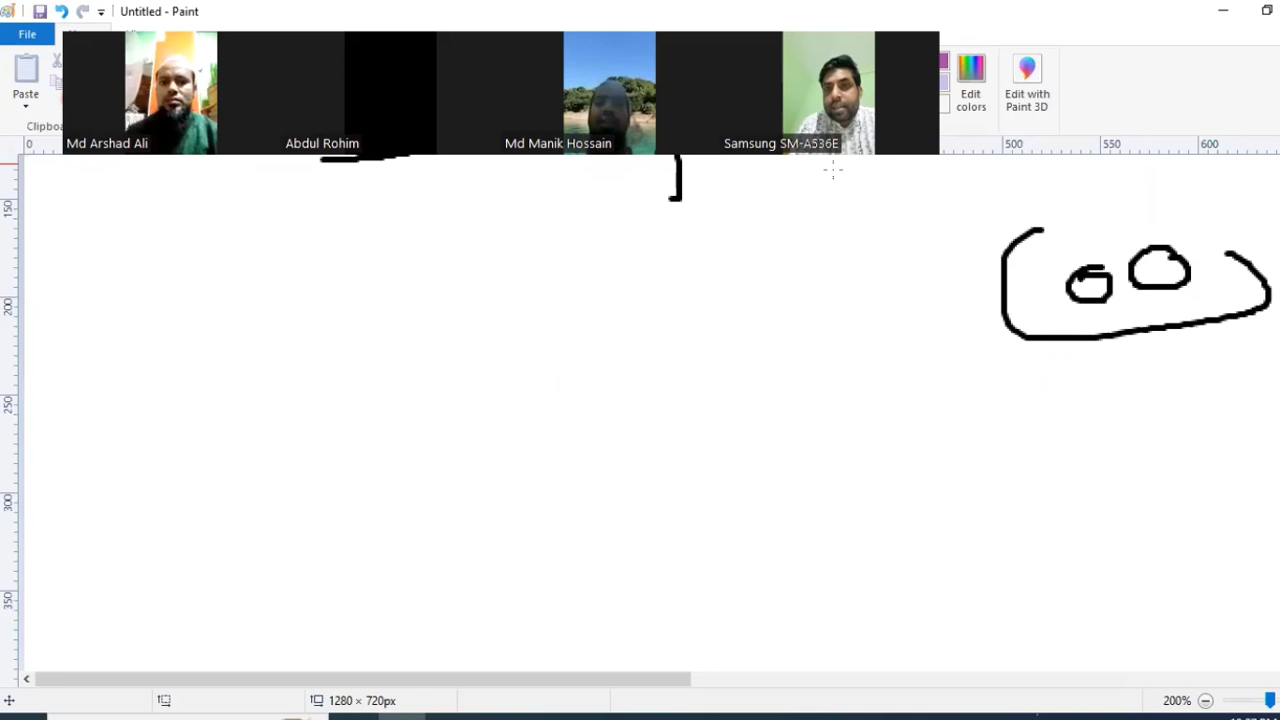 Untitled - Paint
File
Paste
Clipboa
Md Arshad Ali
Abdul Rohim
Md Manik Hossain
Samsung SM-A536E
Edit colors
Edit with Paint 3D
0
500
550
600
150
200
250
300
350
1280 × 720px
200%